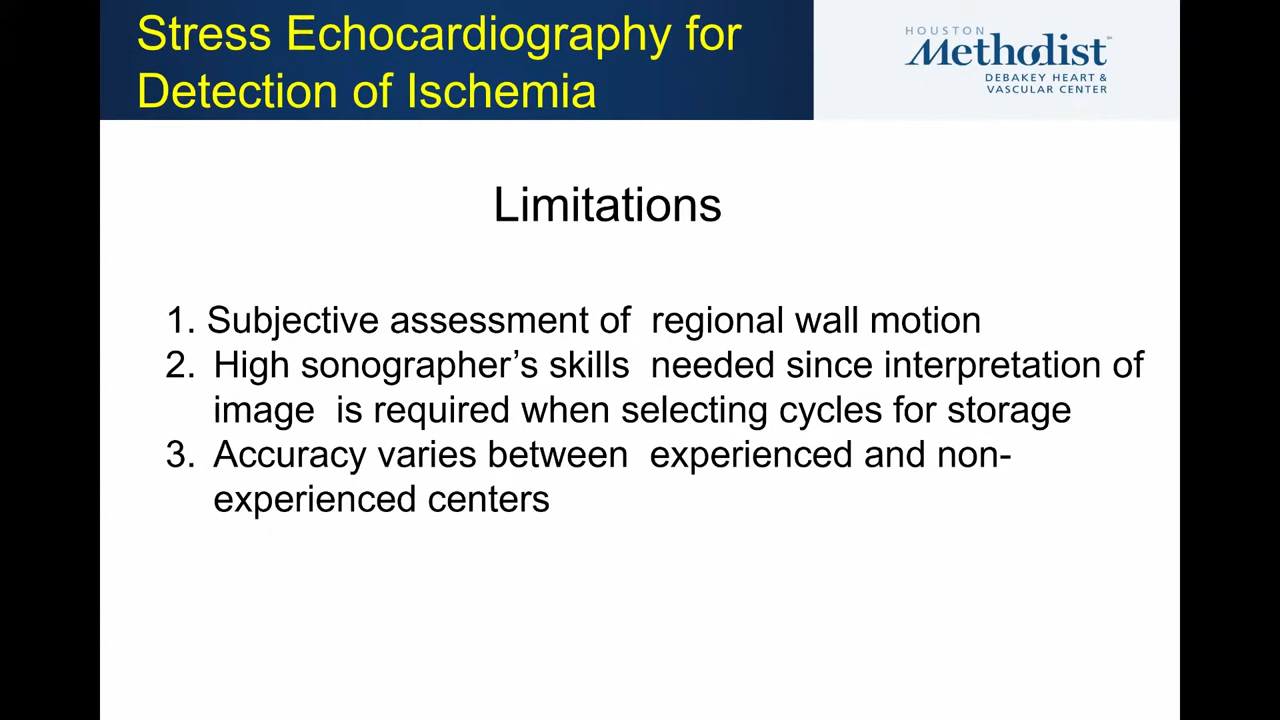 Stress Echocardiography for
Detection of Ischemia
HOUSTON
Methodist
DEBAKEY HEART &
VASCULAR CENTER
Limitations
1. Subjective assessment of regional wall motion
2. High sonographer’s skills needed since interpretation of
image is required when selecting cycles for storage
3. Accuracy varies between experienced and non-
experienced centers